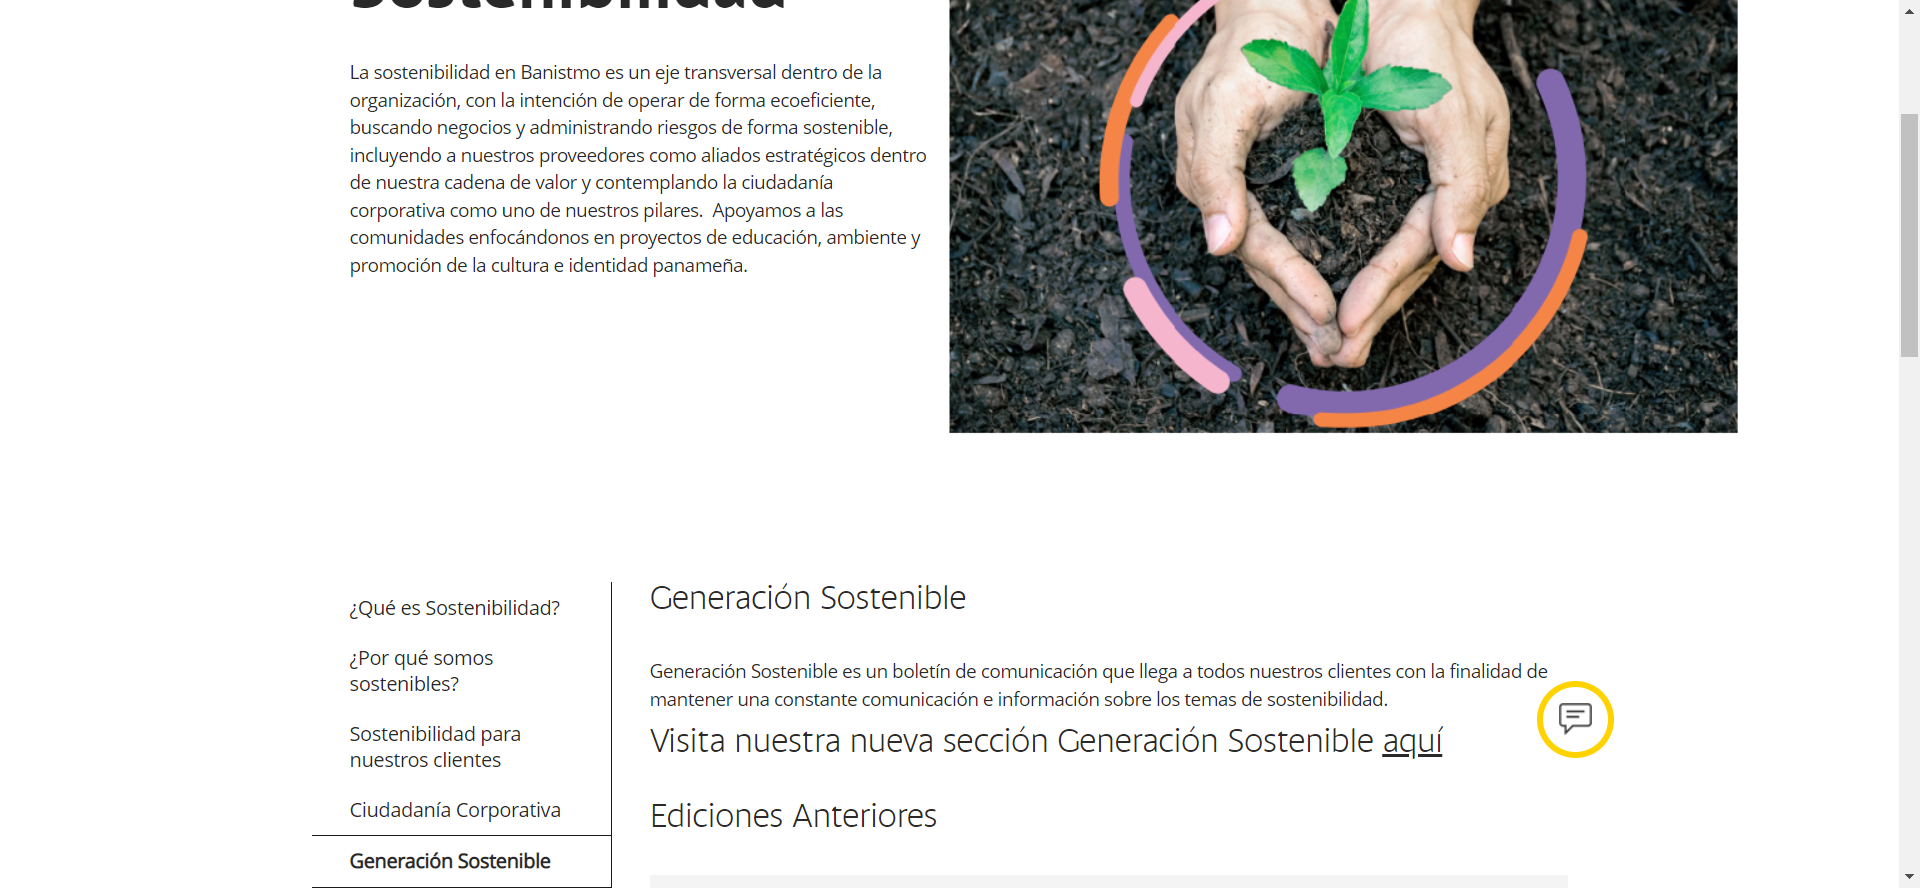 Sostenibilidad
La sostenibilidad en Banistmo es un eje transversal dentro de la
organización, con la intención de operar de forma ecoeficiente,
buscando negocios y administrando riesgos de forma sostenible,
incluyendo a nuestros proveedores como aliados estratégicos dentro
de nuestra cadena de valor y contemplando la ciudadanía
corporativa como uno de nuestros pilares.  Apoyamos a las
comunidades enfocándonos en proyectos de educación, ambiente y
promoción de la cultura e identidad panameña.
¿Qué es Sostenibilidad?
¿Por qué somos
sostenibles?
Sostenibilidad para
nuestros clientes
Ciudadanía Corporativa
Generación Sostenible
Generación Sostenible
Generación Sostenible es un boletín de comunicación que llega a todos nuestros clientes con la finalidad de
mantener una constante comunicación e información sobre los temas de sostenibilidad.
Visita nuestra nueva sección Generación Sostenible aquí
Ediciones Anteriores